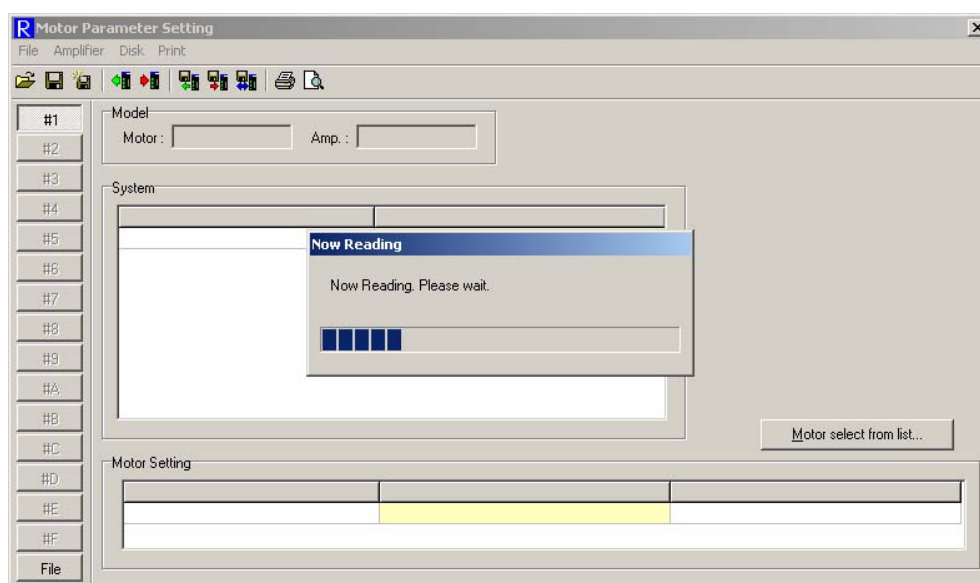 R Motor Parameter Setting
File Amplifier Disk Print
#1
#2
#3
#4
#5
#6
#7
#8
#9
#A
#B
#C
#D
#E
#F
File
Model
Motor : Amp. :
System
Now Reading
Now Reading. Please wait.
Motor select from list...
Motor Setting